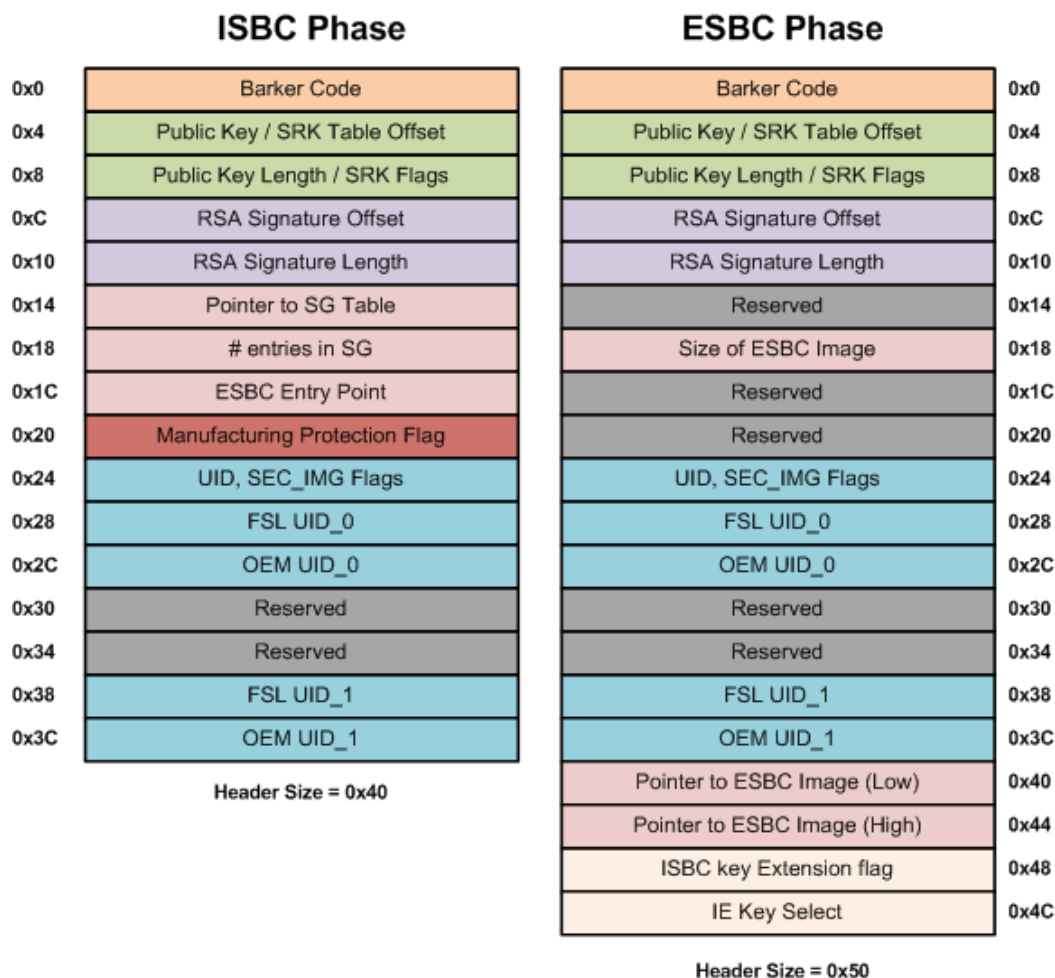 ISBC Phase
ESBC Phase
0x0 Barker Code Barker Code 0x0
0x4 Public Key / SRK Table Offset Public Key / SRK Table Offset 0x4
0x8 Public Key Length / SRK Flags Public Key Length / SRK Flags 0x8
0xC RSA Signature Offset RSA Signature Offset 0xC
0x10 RSA Signature Length RSA Signature Length 0x10
0x14 Pointer to SG Table Reserved 0x14
0x18 # entries in SG Size of ESBC Image 0x18
0x1C ESBC Entry Point Reserved 0x1C
0x20 Manufacturing Protection Flag Reserved 0x20
0x24 UID, SEC_IMG Flags UID, SEC_IMG Flags 0x24
0x28 FSL UID_0 FSL UID_0 0x28
0x2C OEM UID_0 OEM UID_0 0x2C
0x30 Reserved Reserved 0x30
0x34 Reserved Reserved 0x34
0x38 FSL UID_1 FSL UID_1 0x38
0x3C OEM UID_1 OEM UID_1 0x3C
Header Size = 0x40
Pointer to ESBC Image (Low) 0x40
Pointer to ESBC Image (High) 0x44
ISBC key Extension flag 0x48
IE Key Select 0x4C
Header Size = 0x50